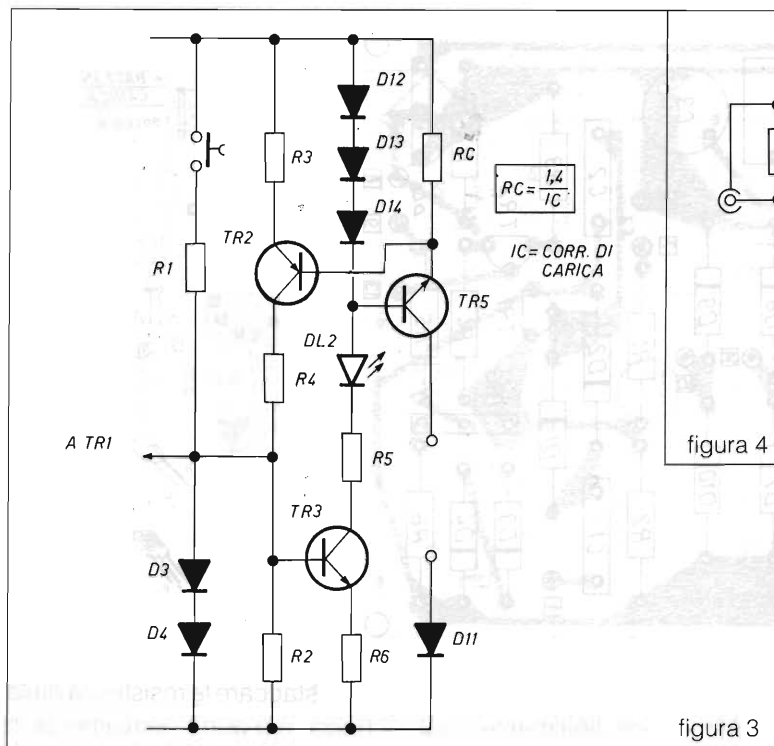 D12
R3
D13
RC
RC = 1,4
IC
D14
TR2
IC = CORR. DI
CARICA
R1
TR5
DL2
R4
A TR1
figura 4
R5
TR3
D3
D4
R2
R6
D11
figura 3